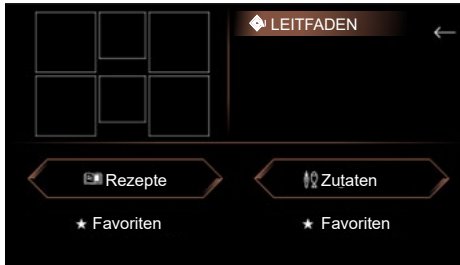 LEITFADEN
Rezepte
Zutaten
★ Favoriten
★ Favoriten